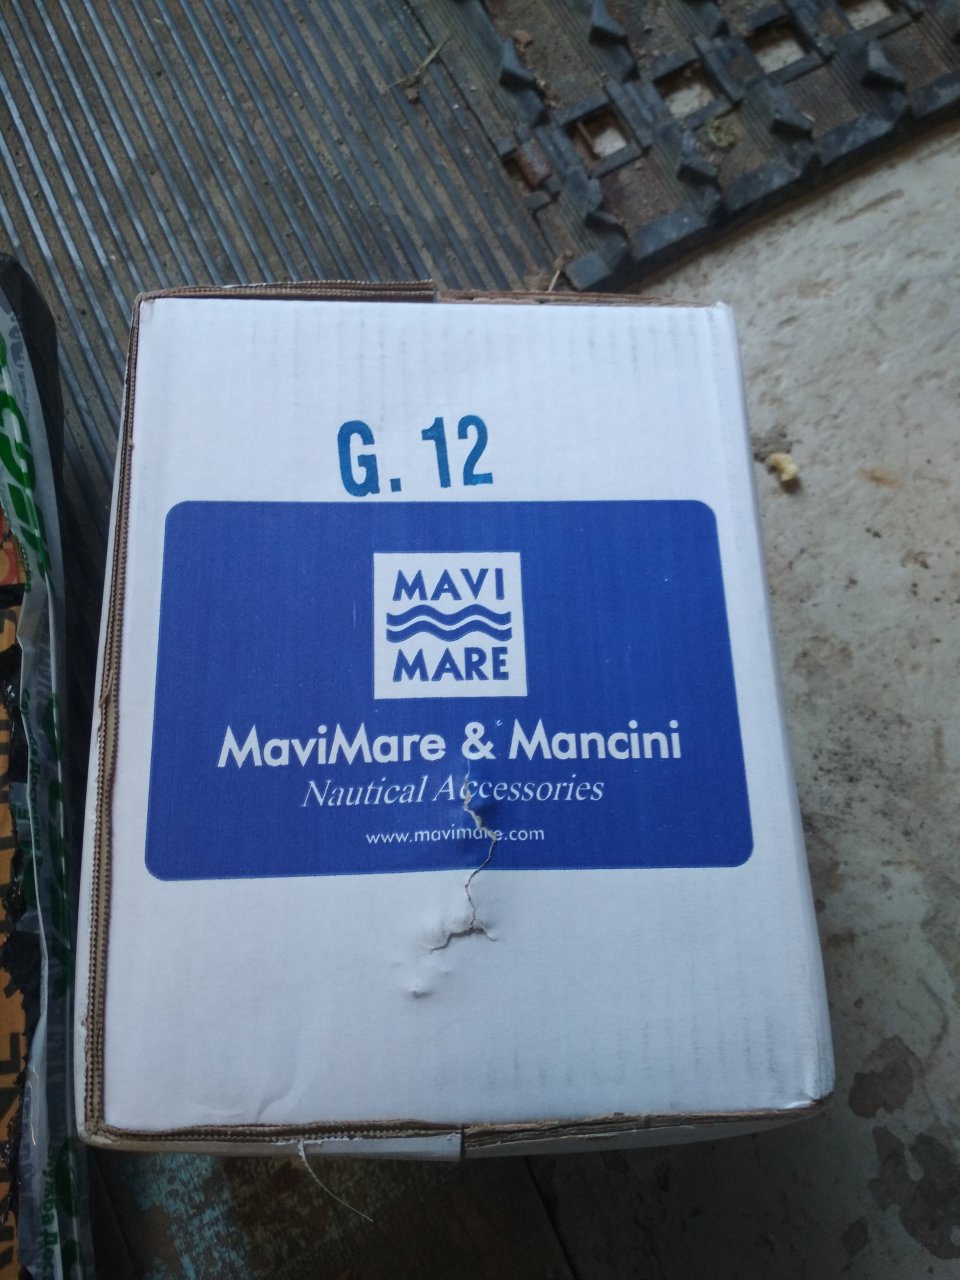 G. 12
MAVI
MARE
MaviMare & Mancini
Nautical Accessories
www.mavimare.com